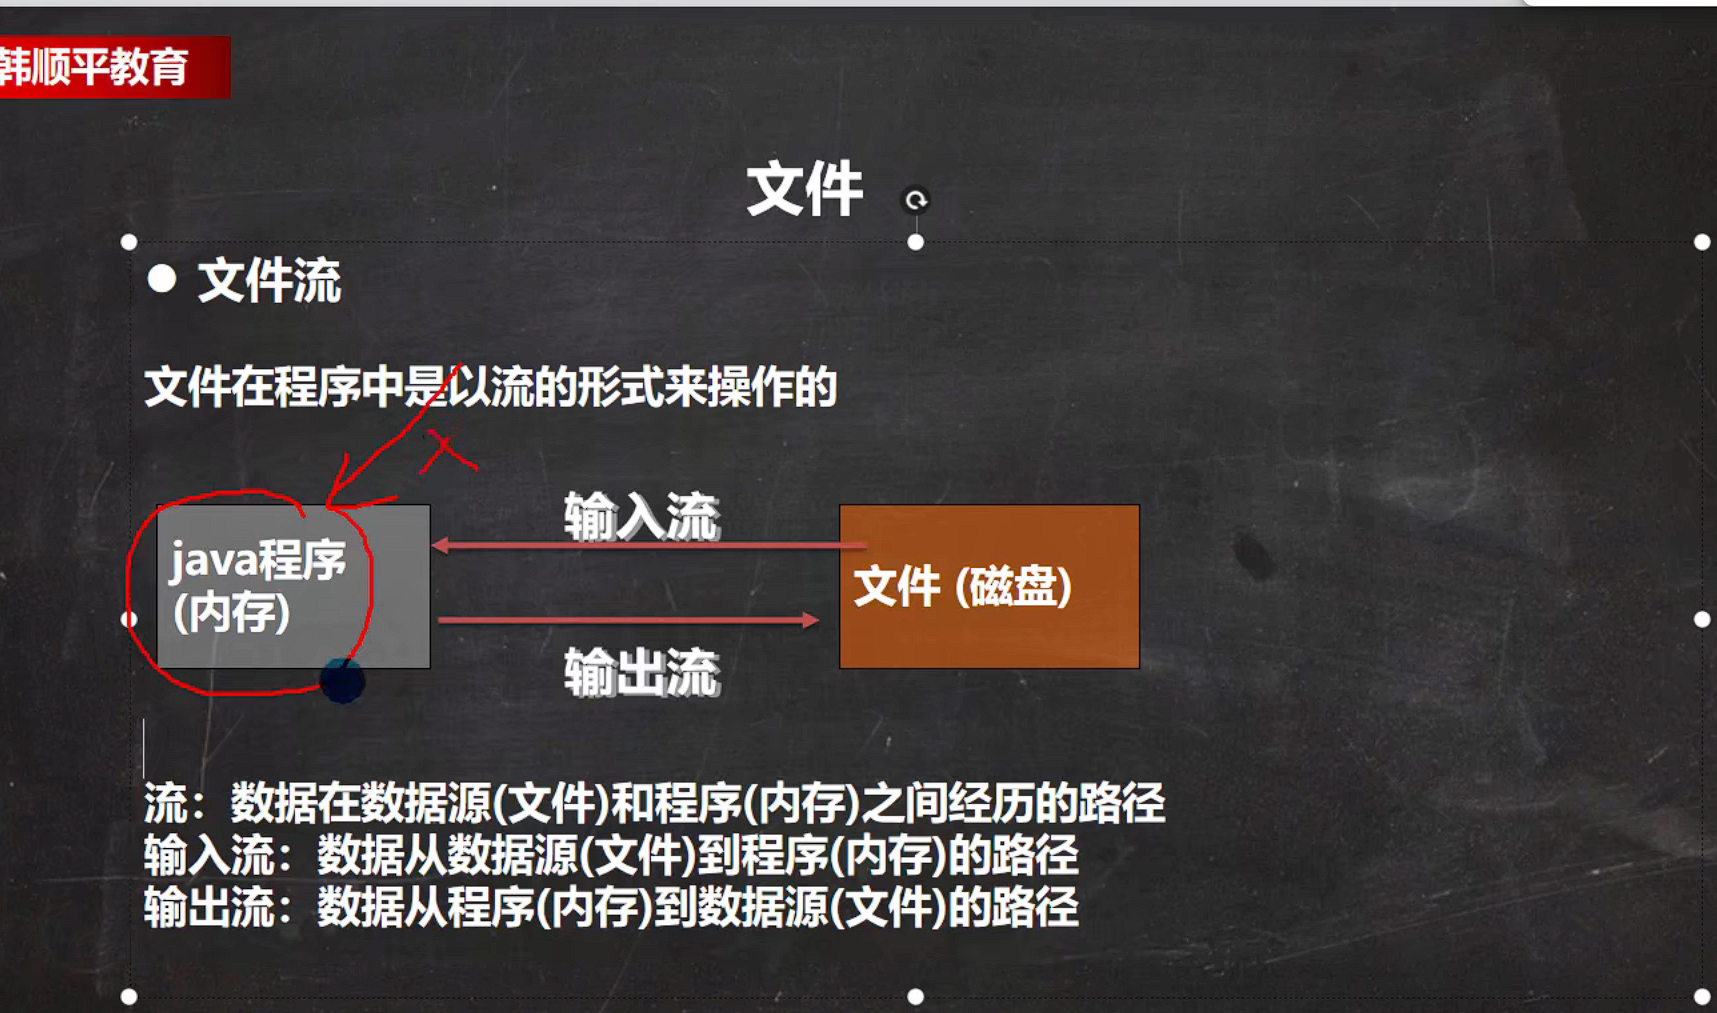 韩顺平教育
文件
● 文件流
文件在程序中是以流的形式来操作的
输入流
java程序
(内存)
文件 (磁盘)
输出流
流：数据在数据源(文件)和程序(内存)之间经历的路径
输入流：数据从数据源(文件)到程序(内存)的路径
输出流：数据从程序(内存)到数据源(文件)的路径